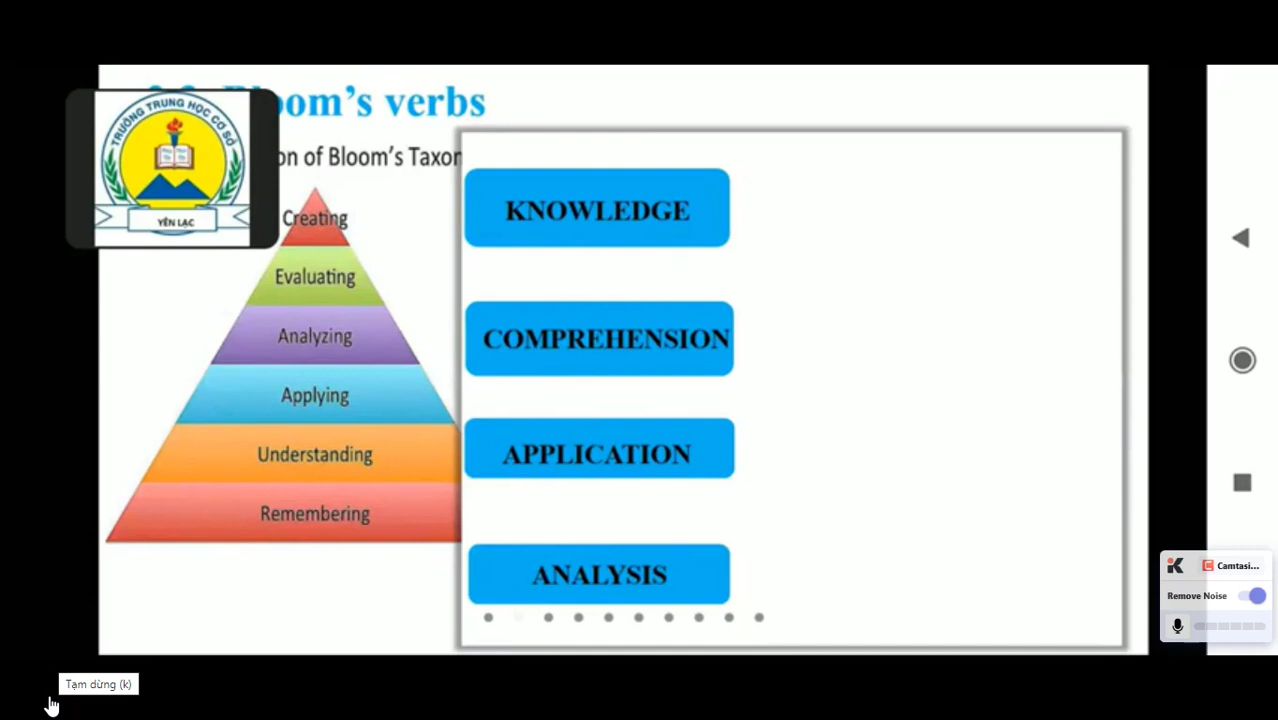 Bloom's verbs
TRƯỜNG TRUNG HỌC CƠ SỞ
YÊN LẠC
on of Bloom's Taxon
Creating
Evaluating
Analyzing
Applying
Understanding
Remembering
KNOWLEDGE
COMPREHENSION
APPLICATION
ANALYSIS
Camtasi...
Remove Noise
Tạm dừng (k)